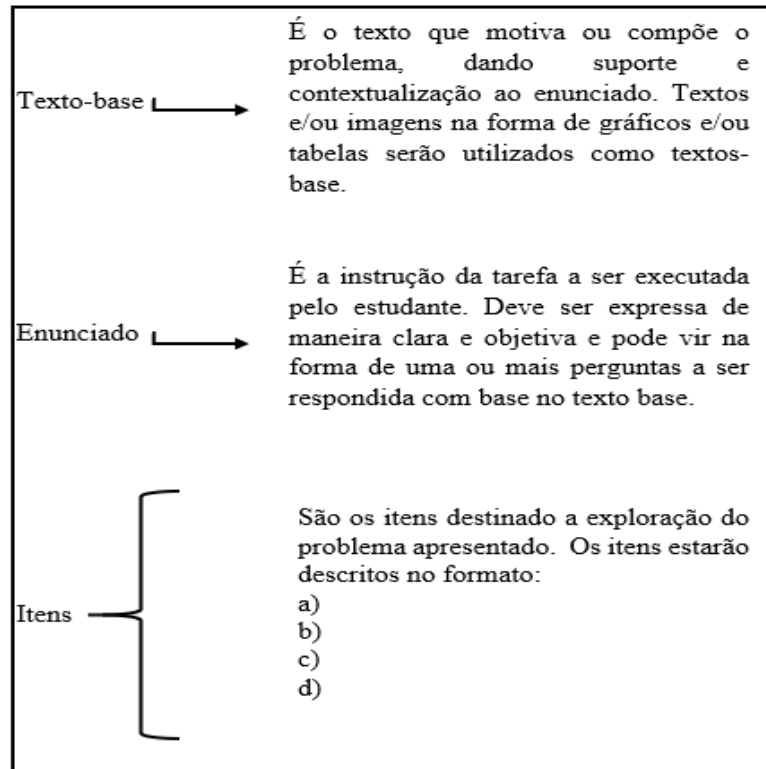 É o texto que motiva ou compõe o
problema, dando suporte e
Texto-base
contextualização ao enunciado. Textos
e/ou imagens na forma de gráficos e/ou
tabelas serão utilizados como textos-
base.
É a instrução da tarefa a ser executada
pelo estudante. Deve ser expressa de
Enunciado
maneira clara e objetiva e pode vir na
forma de uma ou mais perguntas a ser
respondida com base no texto base.
São os itens destinado a exploração do
problema apresentado. Os itens estarão
descritos no formato:
Itens
a)
b)
c)
d)